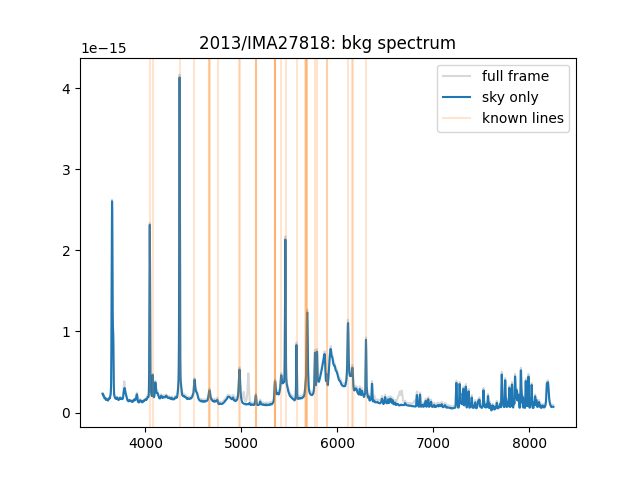 2013/IMA27818: bkg spectrum
1e−15
full frame
sky only
known lines
4
3
2
1
0
4000 5000 6000 7000 8000